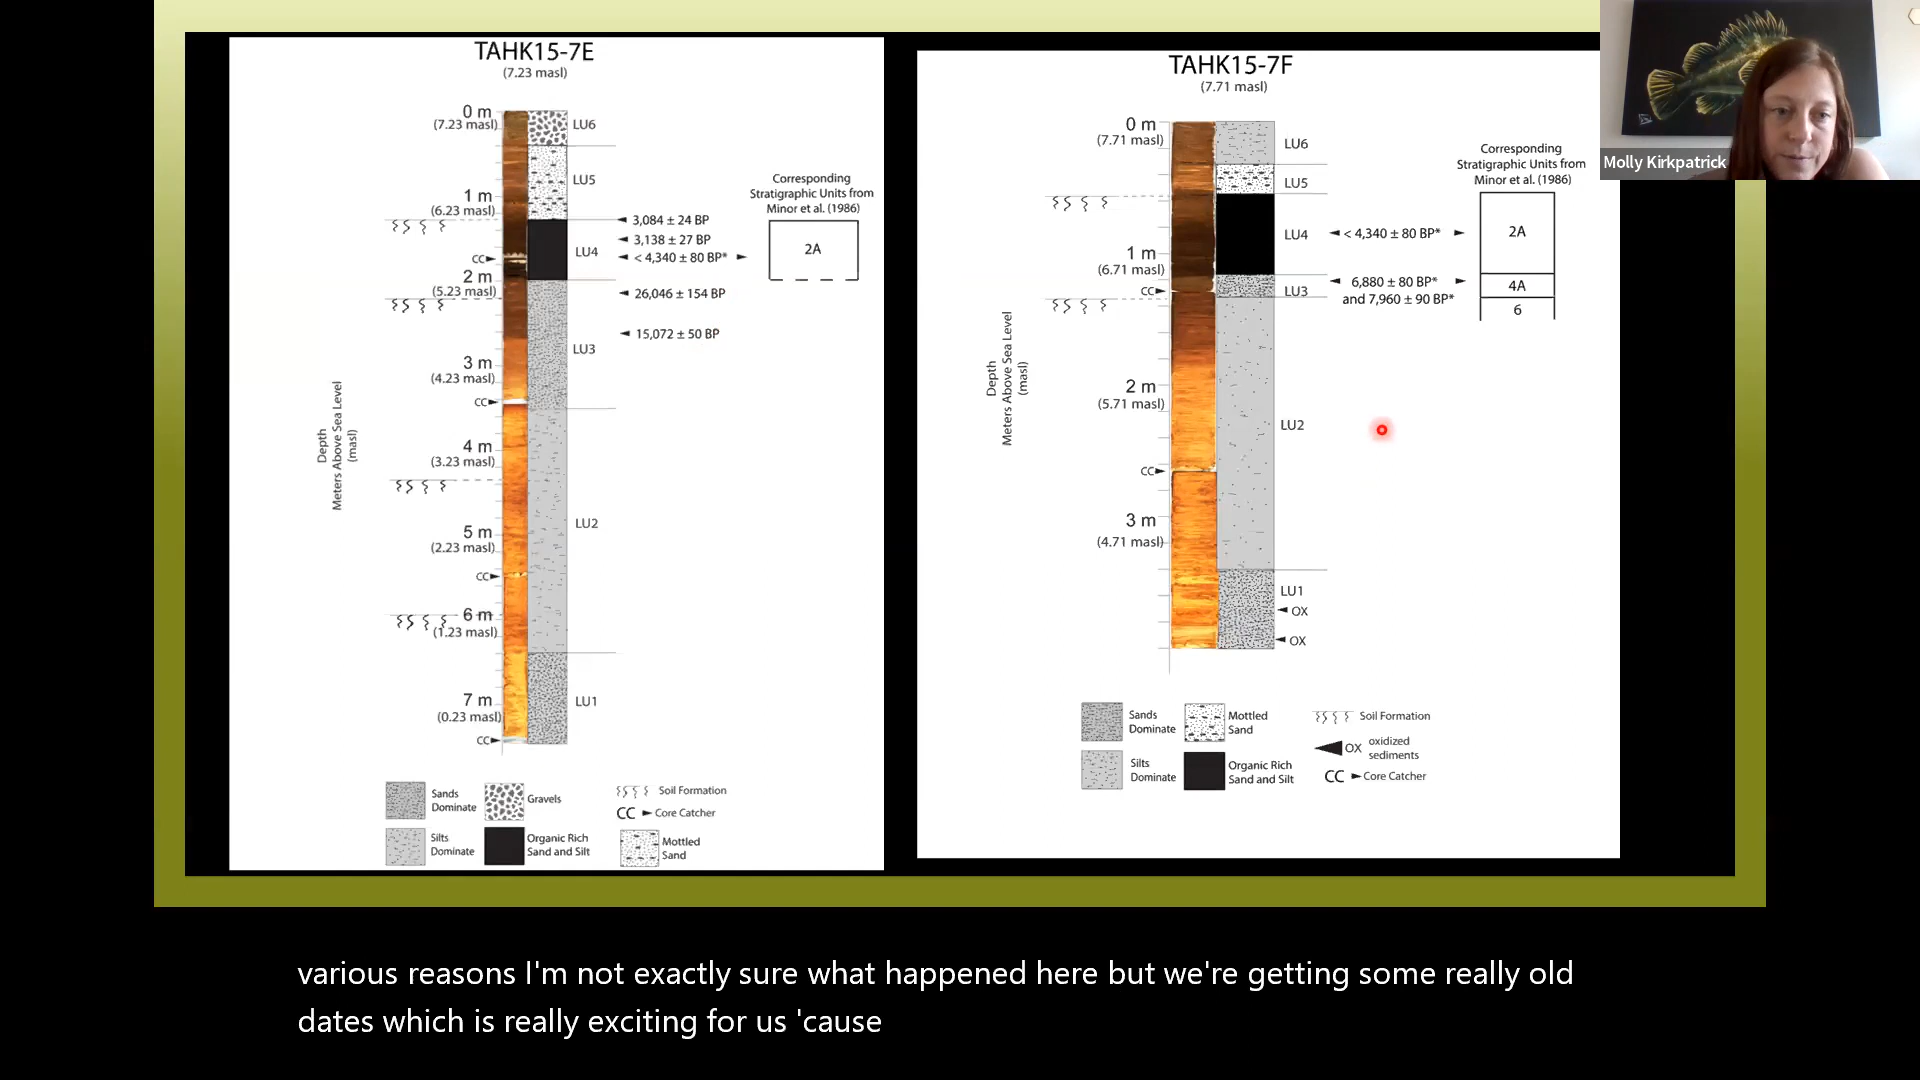 TAHK15-7E
(7.23 masl)
0 m
(7.23 masl)
LU6
LU5
1 m
(6.23 masl)
3,084 ± 24 BP
3,138 ± 27 BP
< 4,340 ± 80 BP*
LU4
CC
2 m
(5.23 masl)
26,046 ± 154 BP
15,072 ± 50 BP
LU3
3 m
(4.23 masl)
CC
4 m
(3.23 masl)
LU2
5 m
(2.23 masl)
CC
6 m
(1.23 masl)
7 m
(0.23 masl)
LU1
CC
Depth
Meters Above Sea Level
(masl)
Corresponding
Stratigraphic Units from
Minor et al. (1986)
2A
Sands
Dominate
Gravels
Soil Formation
CC
Core Catcher
Silts
Dominate
Organic Rich
Sand and Silt
Mottled
Sand
TAHK15-7F
(7.71 masl)
0 m
(7.71 masl)
LU6
LU5
LU4
< 4,340 ± 80 BP*
1 m
(6.71 masl)
CC
LU3
6,880 ± 80 BP*
and 7,960 ± 90 BP*
2 m
(5.71 masl)
LU2
CC
3 m
(4.71 masl)
LU1
OX
OX
Depth
Meters Above Sea Level
(masl)
Corresponding
Stratigraphic Units from
Minor et al. (1986)
2A
4A
6
Sands
Dominate
Mottled
Sand
Soil Formation
OX
oxidized
sediments
Silts
Dominate
Organic Rich
Sand and Silt
CC
Core Catcher
Molly Kirkpatrick
various reasons I'm not exactly sure what happened here but we're getting some really old
dates which is really exciting for us 'cause